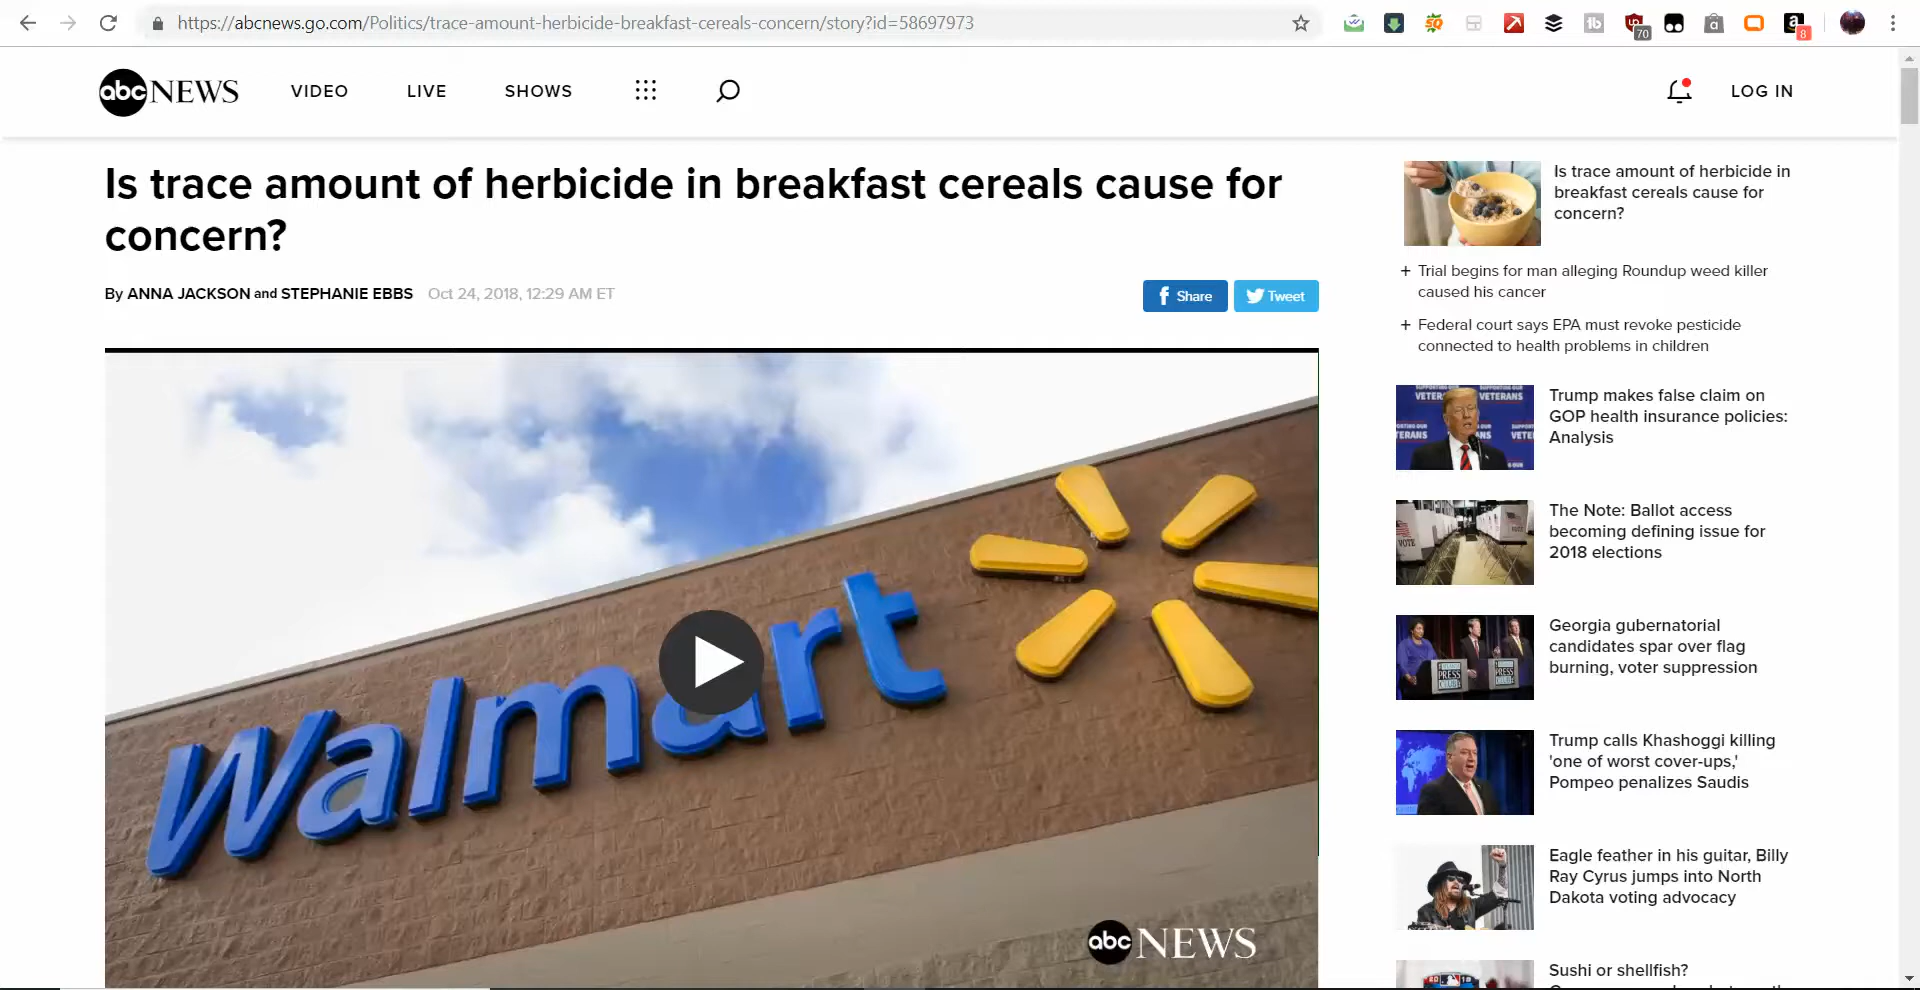 https://abcnews.go.com/Politics/trace-amount-herbicide-breakfast-cereals-concern/story?id=58697973
70
8
abc NEWS
VIDEO
LIVE
SHOWS
LOG IN
Is trace amount of herbicide in breakfast cereals cause for
concern?
By ANNA JACKSON and STEPHANIE EBBS
Oct 24, 2018, 12:29 AM ET
Share
Tweet
Walmart
abc NEWS
Is trace amount of herbicide in
breakfast cereals cause for
concern?
+ Trial begins for man alleging Roundup weed killer
caused his cancer
+ Federal court says EPA must revoke pesticide
connected to health problems in children
Trump makes false claim on
GOP health insurance policies:
Analysis
The Note: Ballot access
becoming defining issue for
2018 elections
Georgia gubernatorial
candidates spar over flag
burning, voter suppression
Trump calls Khashoggi killing
'one of worst cover-ups,'
Pompeo penalizes Saudis
Eagle feather in his guitar, Billy
Ray Cyrus jumps into North
Dakota voting advocacy
Sushi or shellfish?